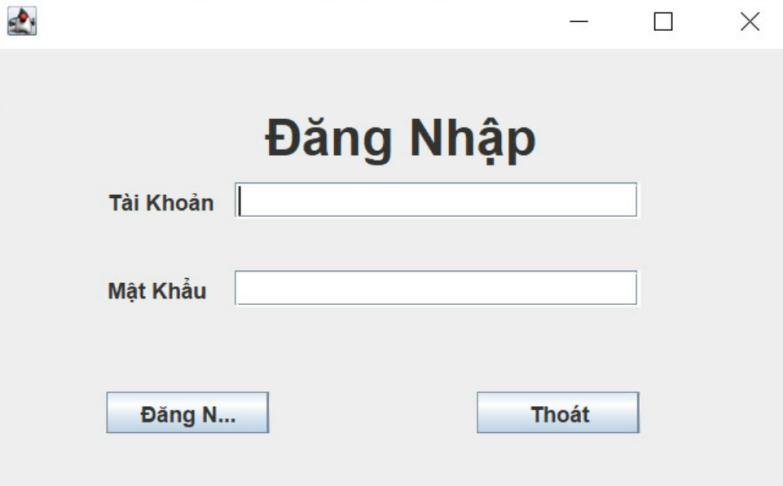 Đăng Nhập
Tài Khoản
Mật Khẩu
Đăng N...
Thoát